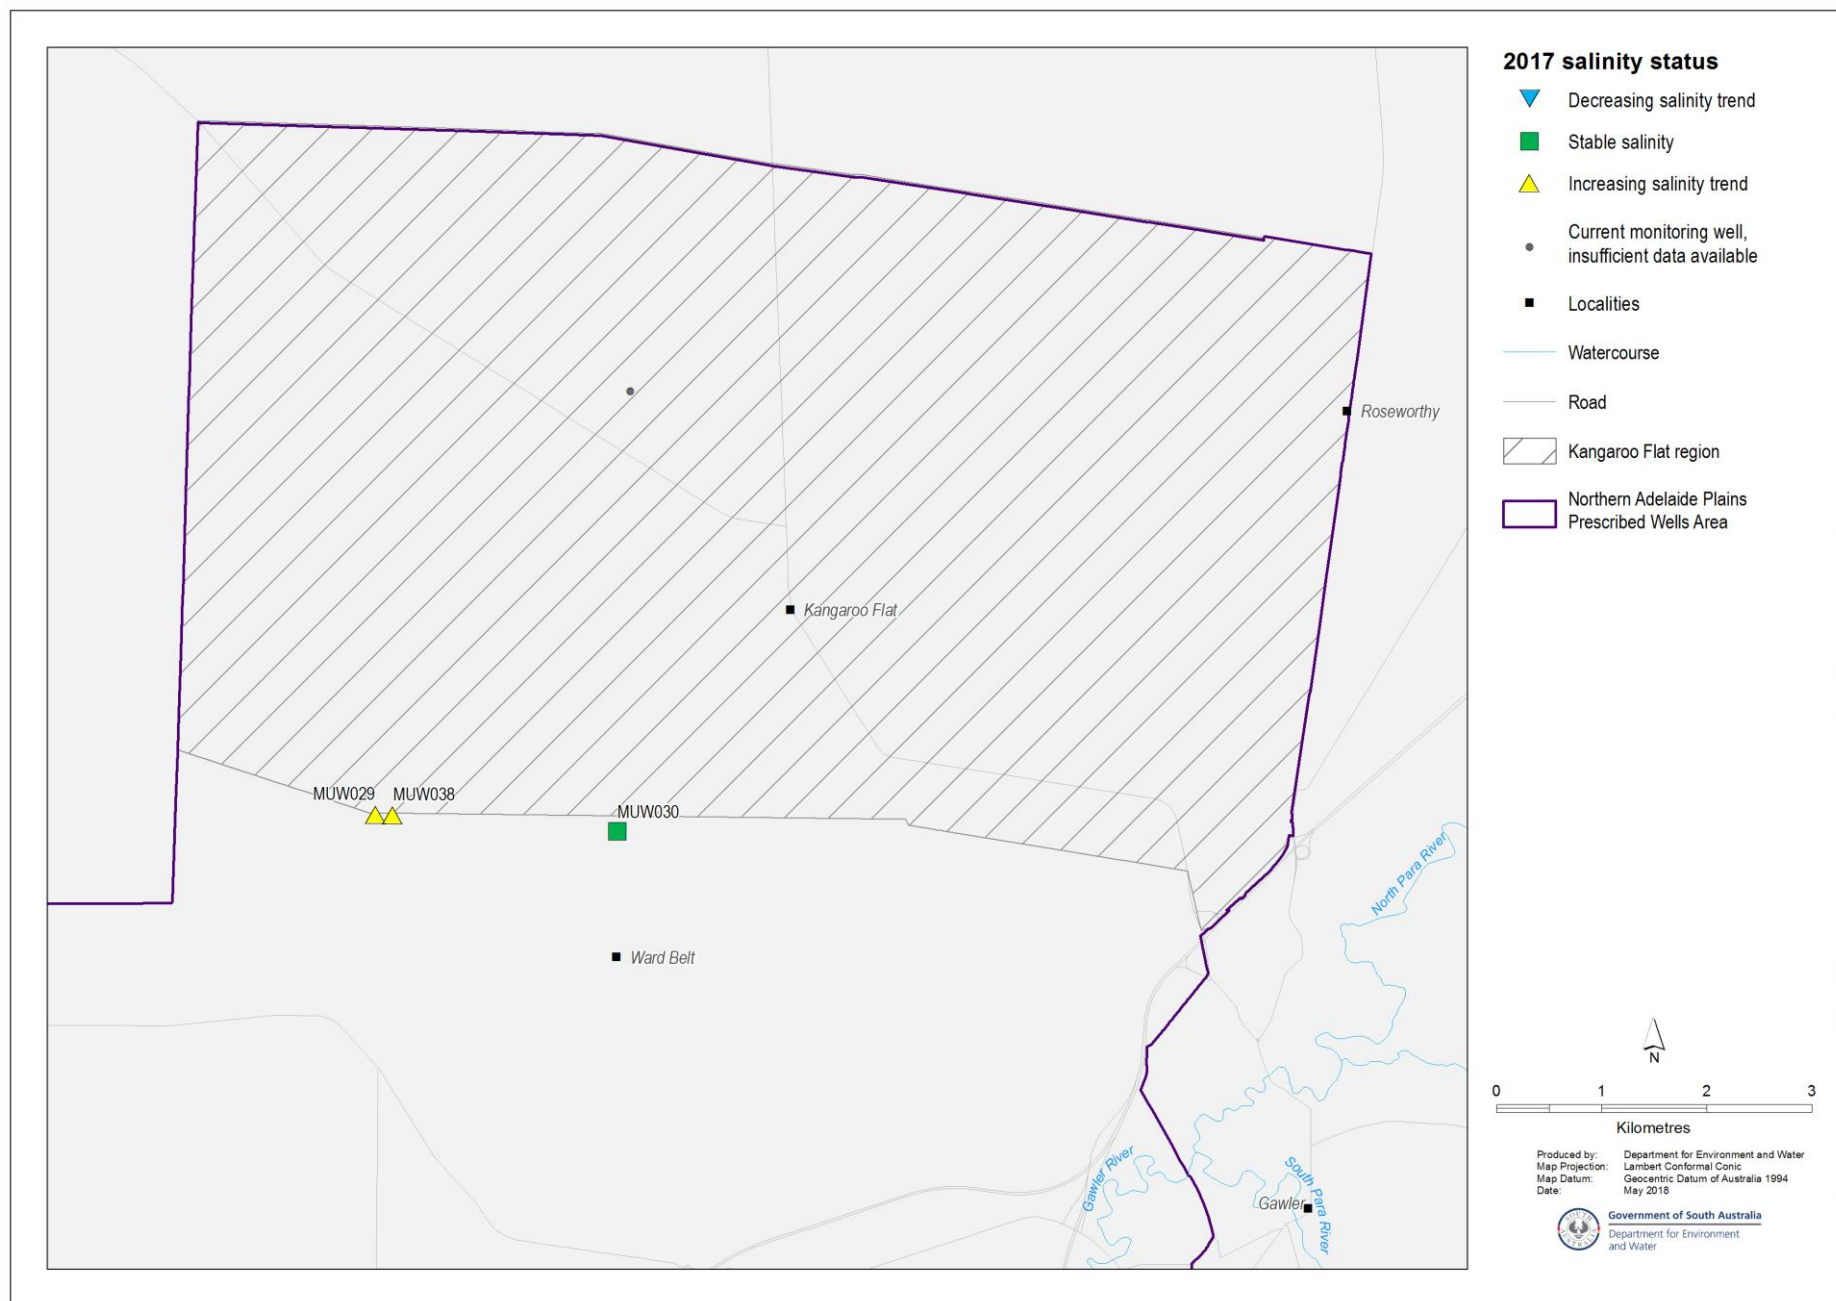 2017 salinity status
Decreasing salinity trend
Stable salinity
Increasing salinity trend
Current monitoring well,
insufficient data available
Localities
Watercourse
Road
Kangaroo Flat region
Northern Adelaide Plains
Prescribed Wells Area
Roseworthy
Kangaroo Flat
MUW029
MUW038
MUW030
Ward Belt
North Para River
Gawler River
South Para River
Gawler
N
0 1 2 3
Kilometres
Produced by: Department for Environment and Water
Map Projection: Lambert Conformal Conic
Map Datum: Geocentric Datum of Australia 1994
Date: May 2018
SOUTH AUSTRALIA
Government of South Australia
Department for Environment
and Water